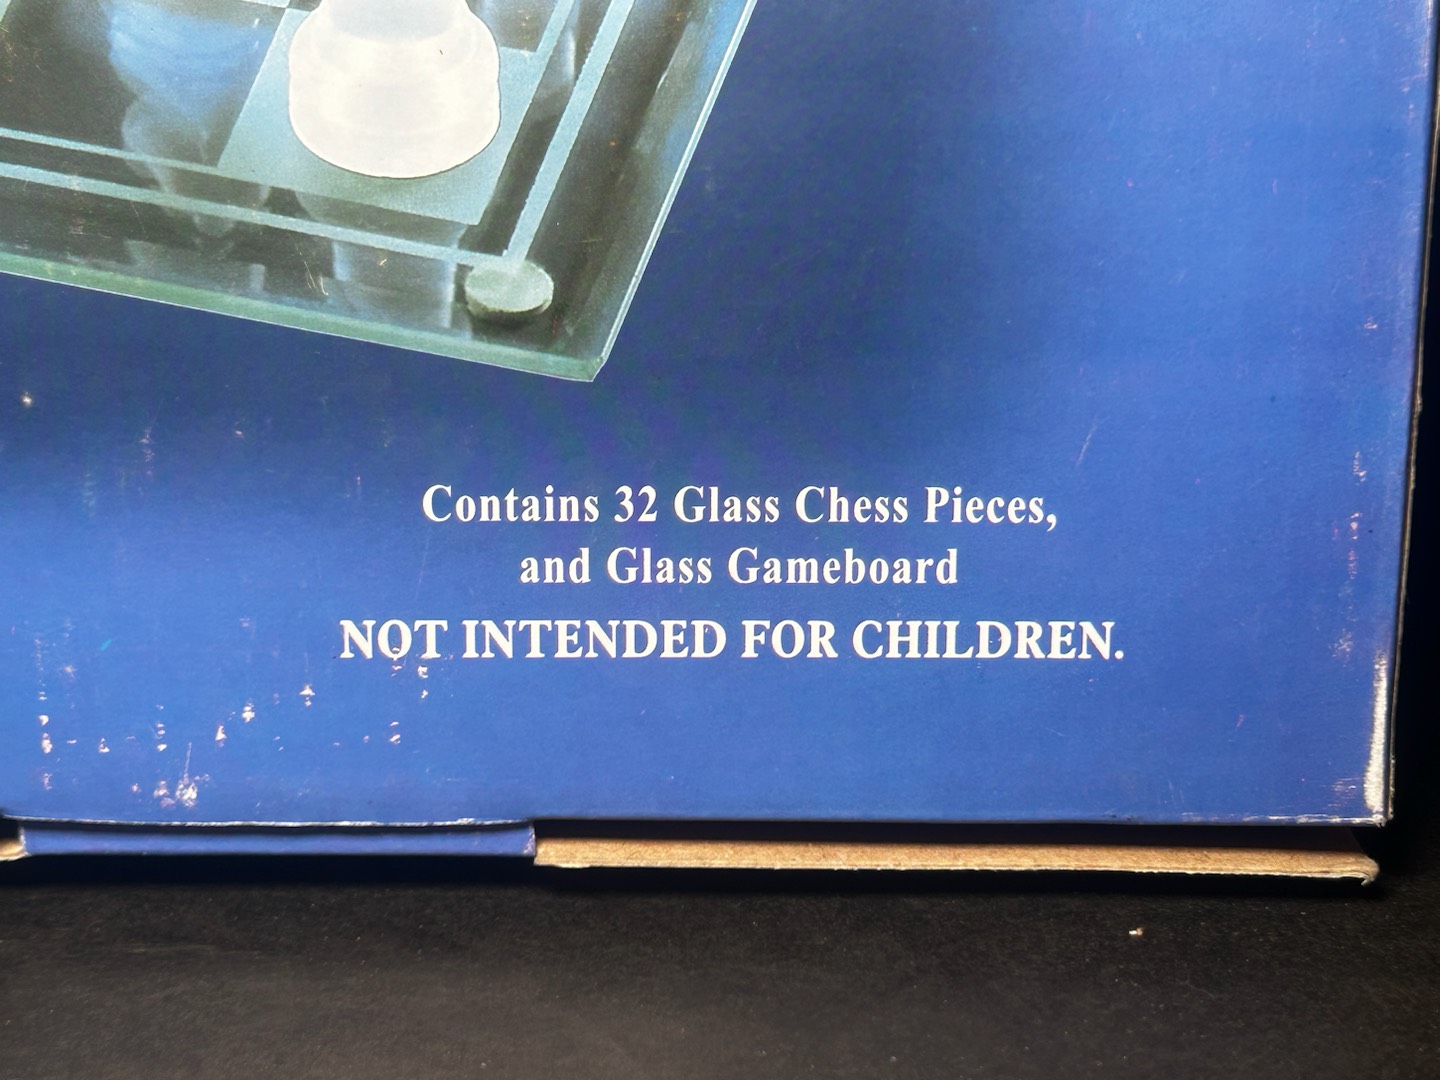 Contains 32 Glass Chess Pieces,
and Glass Gameboard
NOT INTENDED FOR CHILDREN.